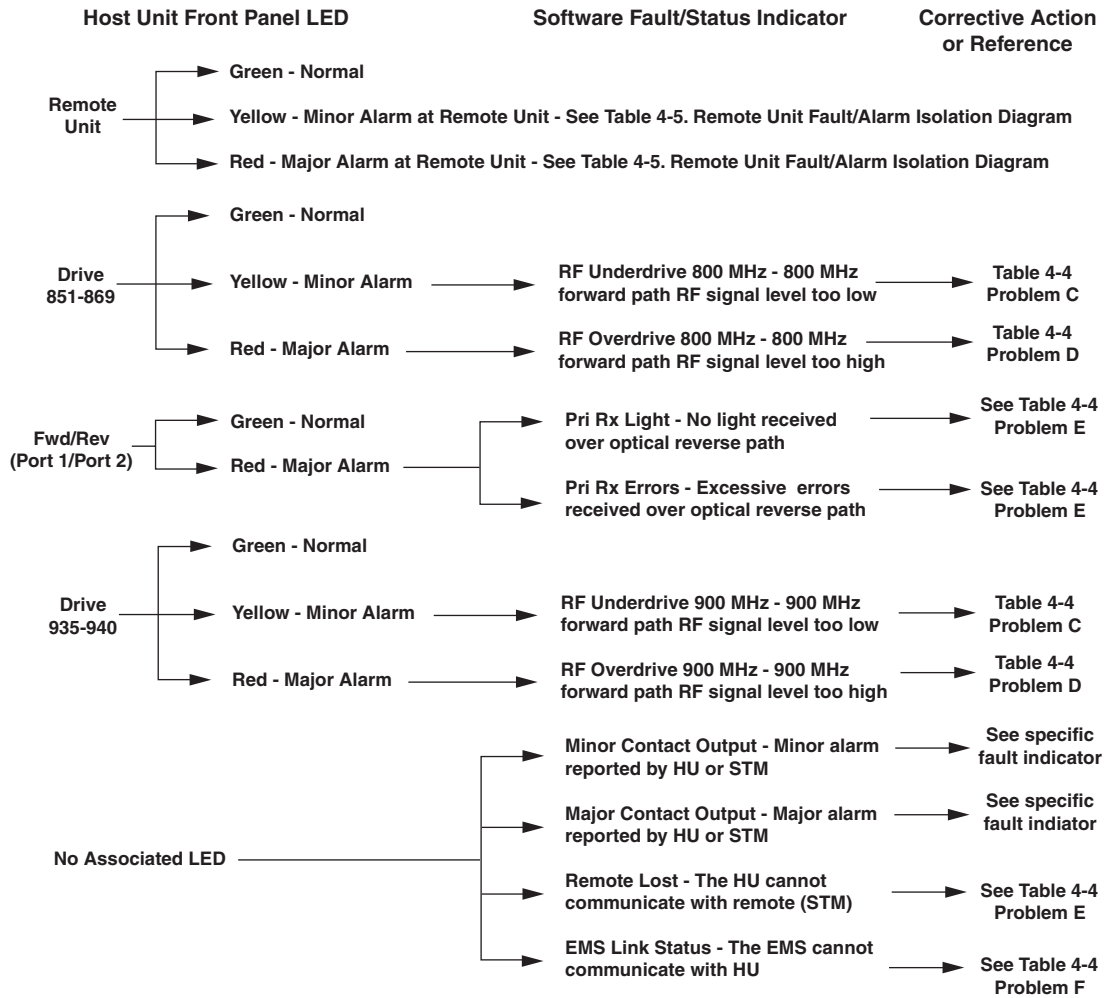 Host Unit Front Panel LED
Software Fault/Status Indicator
Corrective Action
or Reference
Remote
Unit
Green - Normal
Yellow - Minor Alarm at Remote Unit - See Table 4-5. Remote Unit Fault/Alarm Isolation Diagram
Red - Major Alarm at Remote Unit - See Table 4-5. Remote Unit Fault/Alarm Isolation Diagram
Drive
851-869
Green - Normal
Yellow - Minor Alarm
RF Underdrive 800 MHz - 800 MHz
forward path RF signal level too low
Table 4-4
Problem C
Red - Major Alarm
RF Overdrive 800 MHz - 800 MHz
forward path RF signal level too high
Table 4-4
Problem D
Fwd/Rev
(Port 1/Port 2)
Green - Normal
Red - Major Alarm
Pri Rx Light - No light received
over optical reverse path
See Table 4-4
Problem E
Pri Rx Errors - Excessive errors
received over optical reverse path
See Table 4-4
Problem E
Drive
935-940
Green - Normal
Yellow - Minor Alarm
RF Underdrive 900 MHz - 900 MHz
forward path RF signal level too low
Table 4-4
Problem C
Red - Major Alarm
RF Overdrive 900 MHz - 900 MHz
forward path RF signal level too high
Table 4-4
Problem D
No Associated LED
Minor Contact Output - Minor alarm
reported by HU or STM
See specific
fault indicator
Major Contact Output - Major alarm
reported by HU or STM
See specific
fault indiator
Remote Lost - The HU cannot
communicate with remote (STM)
See Table 4-4
Problem E
EMS Link Status - The EMS cannot
communicate with HU
See Table 4-4
Problem F